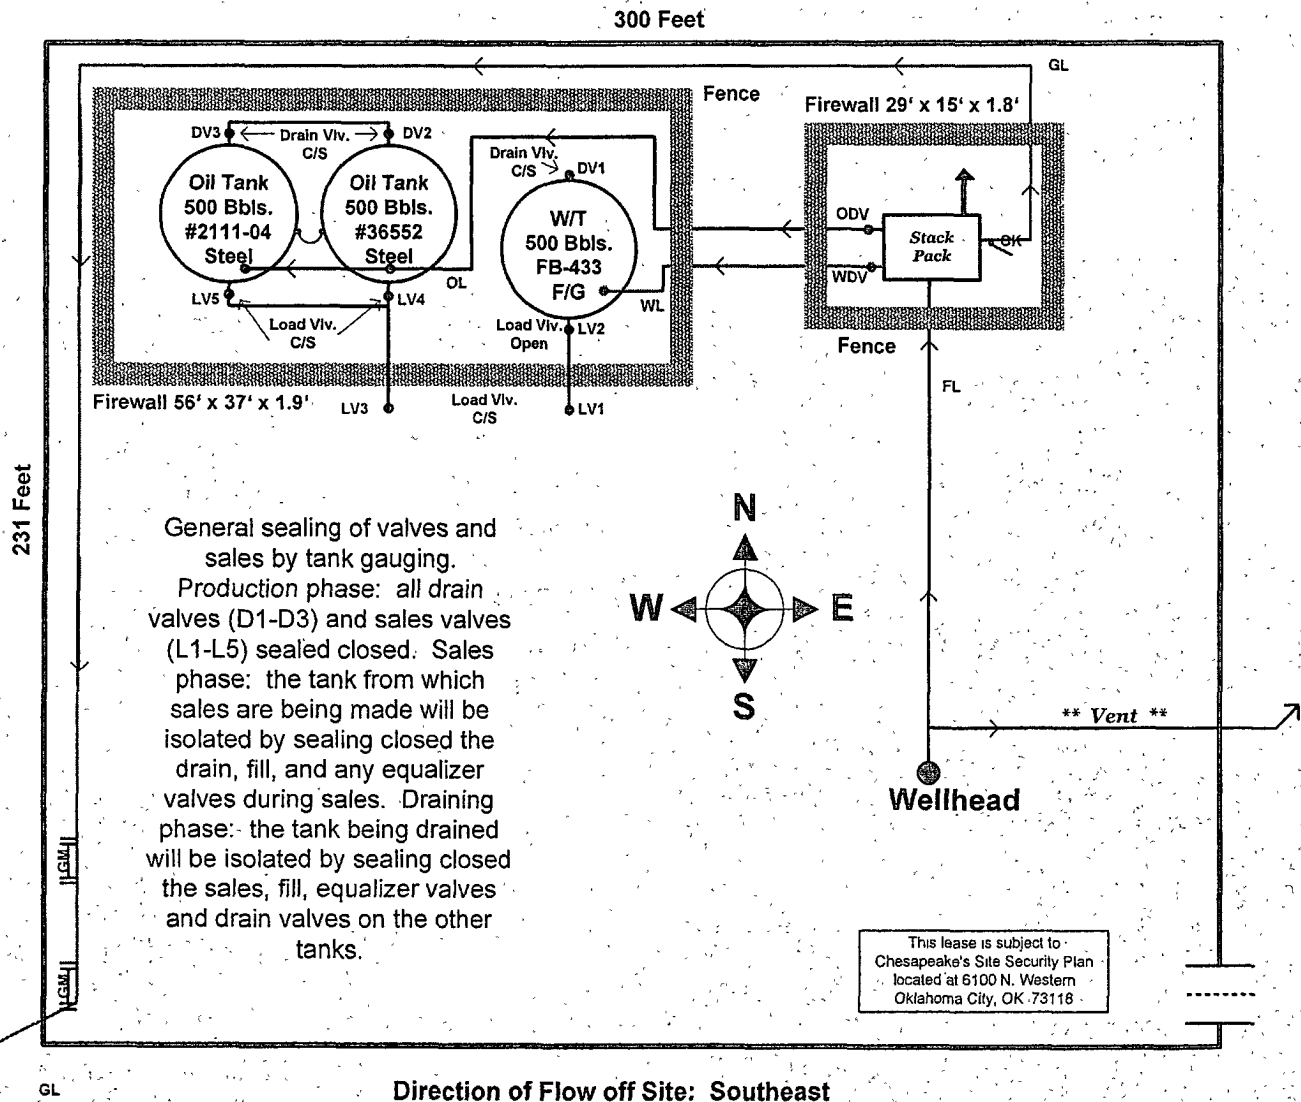 300 Feet
GL
Fence
Firewall 29' x 15' x 1.8'
DV3
Drain Vlv.
C/S
DV2
Drain Vlv.
C/S
DV1
Oil Tank
500 Bbls.
#2111-04
Steel
Oil Tank
500 Bbls.
#36552
Steel
W/T
500 Bbls.
FB-433
F/G
ODV
Stack
Pack
WDV
OL
WL
LV5
LV4
Load Vlv.
C/S
Load Vlv.
Open
LV2
Fence
FL
Firewall 56' x 37' x 1.9'
LV3
Load Vlv.
C/S
LV1
231 Feet
General sealing of valves and
sales by tank gauging.
Production phase: all drain
valves (D1-D3) and sales valves
(L1-L5) sealed closed. Sales
phase: the tank from which
sales are being made will be
isolated by sealing closed the
drain, fill, and any equalizer
valves during sales. Draining
phase: the tank being drained
will be isolated by sealing closed
the sales, fill, equalizer valves
and drain valves on the other
tanks.
N
W
E
S
** Vent **
Wellhead
GM
GM
This lease is subject to
Chesapeake's Site Security Plan
located at 6100 N. Western
Oklahoma City, OK 73118
GL
Direction of Flow off Site: Southeast